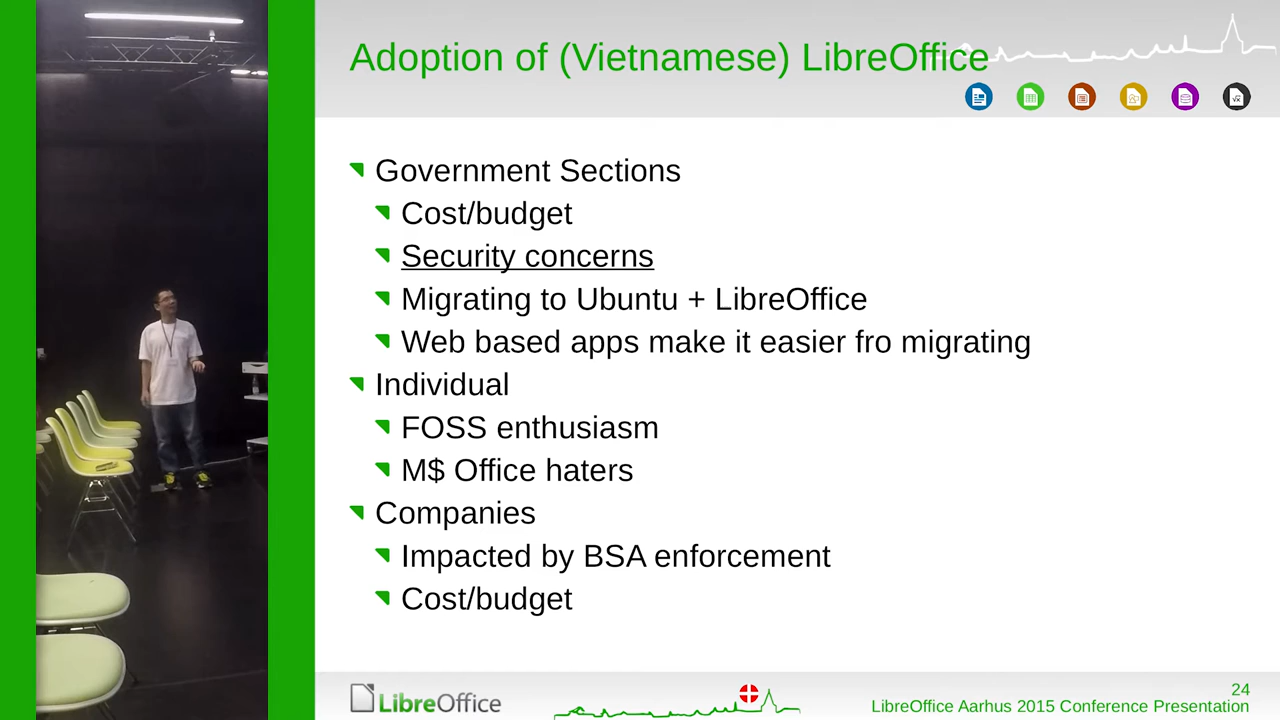 Adoption of (Vietnamese) LibreOffice
Government Sections
Cost/budget
Security concerns
Migrating to Ubuntu + LibreOffice
Web based apps make it easier fro migrating
Individual
FOSS enthusiasm
M$ Office haters
Companies
Impacted by BSA enforcement
Cost/budget
LibreOffice
24
LibreOffice Aarhus 2015 Conference Presentation